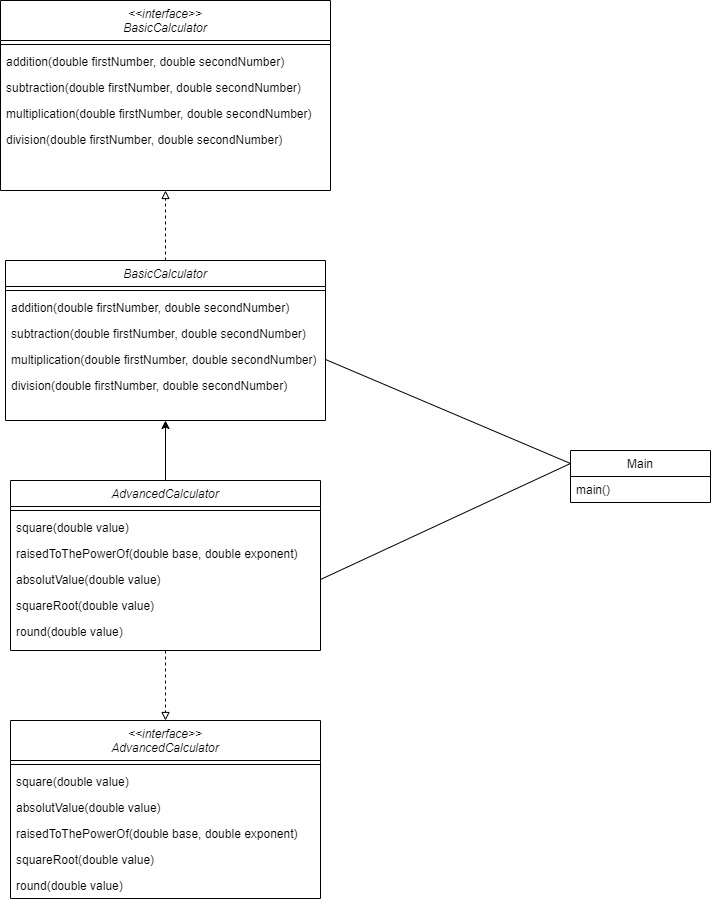 <<interface>>
BasicCalculator
addition(double firstNumber, double secondNumber)
subtraction(double firstNumber, double secondNumber)
multiplication(double firstNumber, double secondNumber)
division(double firstNumber, double secondNumber)
BasicCalculator
addition(double firstNumber, double secondNumber)
subtraction(double firstNumber, double secondNumber)
multiplication(double firstNumber, double secondNumber)
division(double firstNumber, double secondNumber)
Main
main()
AdvancedCalculator
square(double value)
raisedToThePowerOf(double base, double exponent)
absolutValue(double value)
squareRoot(double value)
round(double value)
<<interface>>
AdvancedCalculator
square(double value)
absolutValue(double value)
raisedToThePowerOf(double base, double exponent)
squareRoot(double value)
round(double value)